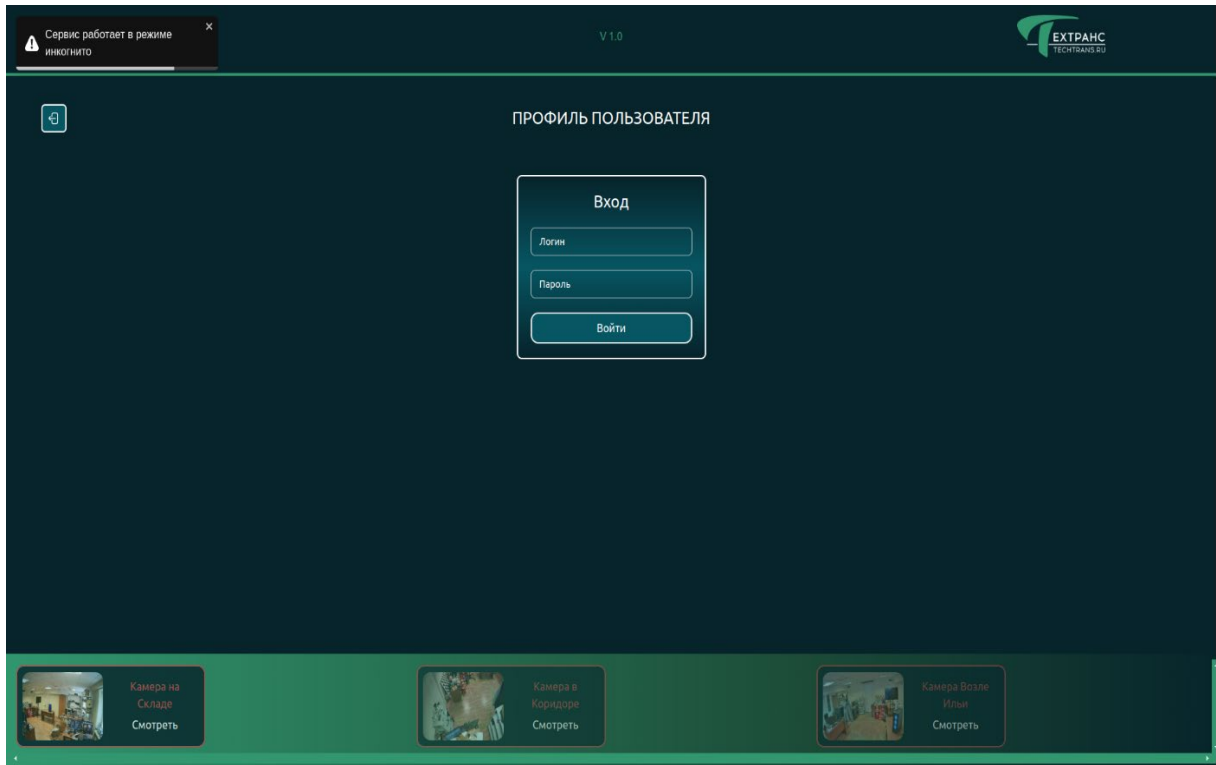 Сервис работает в режиме
инкогнито
V 1.0
ЕХТРАНС
TECHTRANS.RU
ПРОФИЛЬ ПОЛЬЗОВАТЕЛЯ
Вход
Логин
Пароль
Войти
Камера на
Складе
Смотреть
Камера в
Коридоре
Смотреть
Камера Возле
Ильи
Смотреть